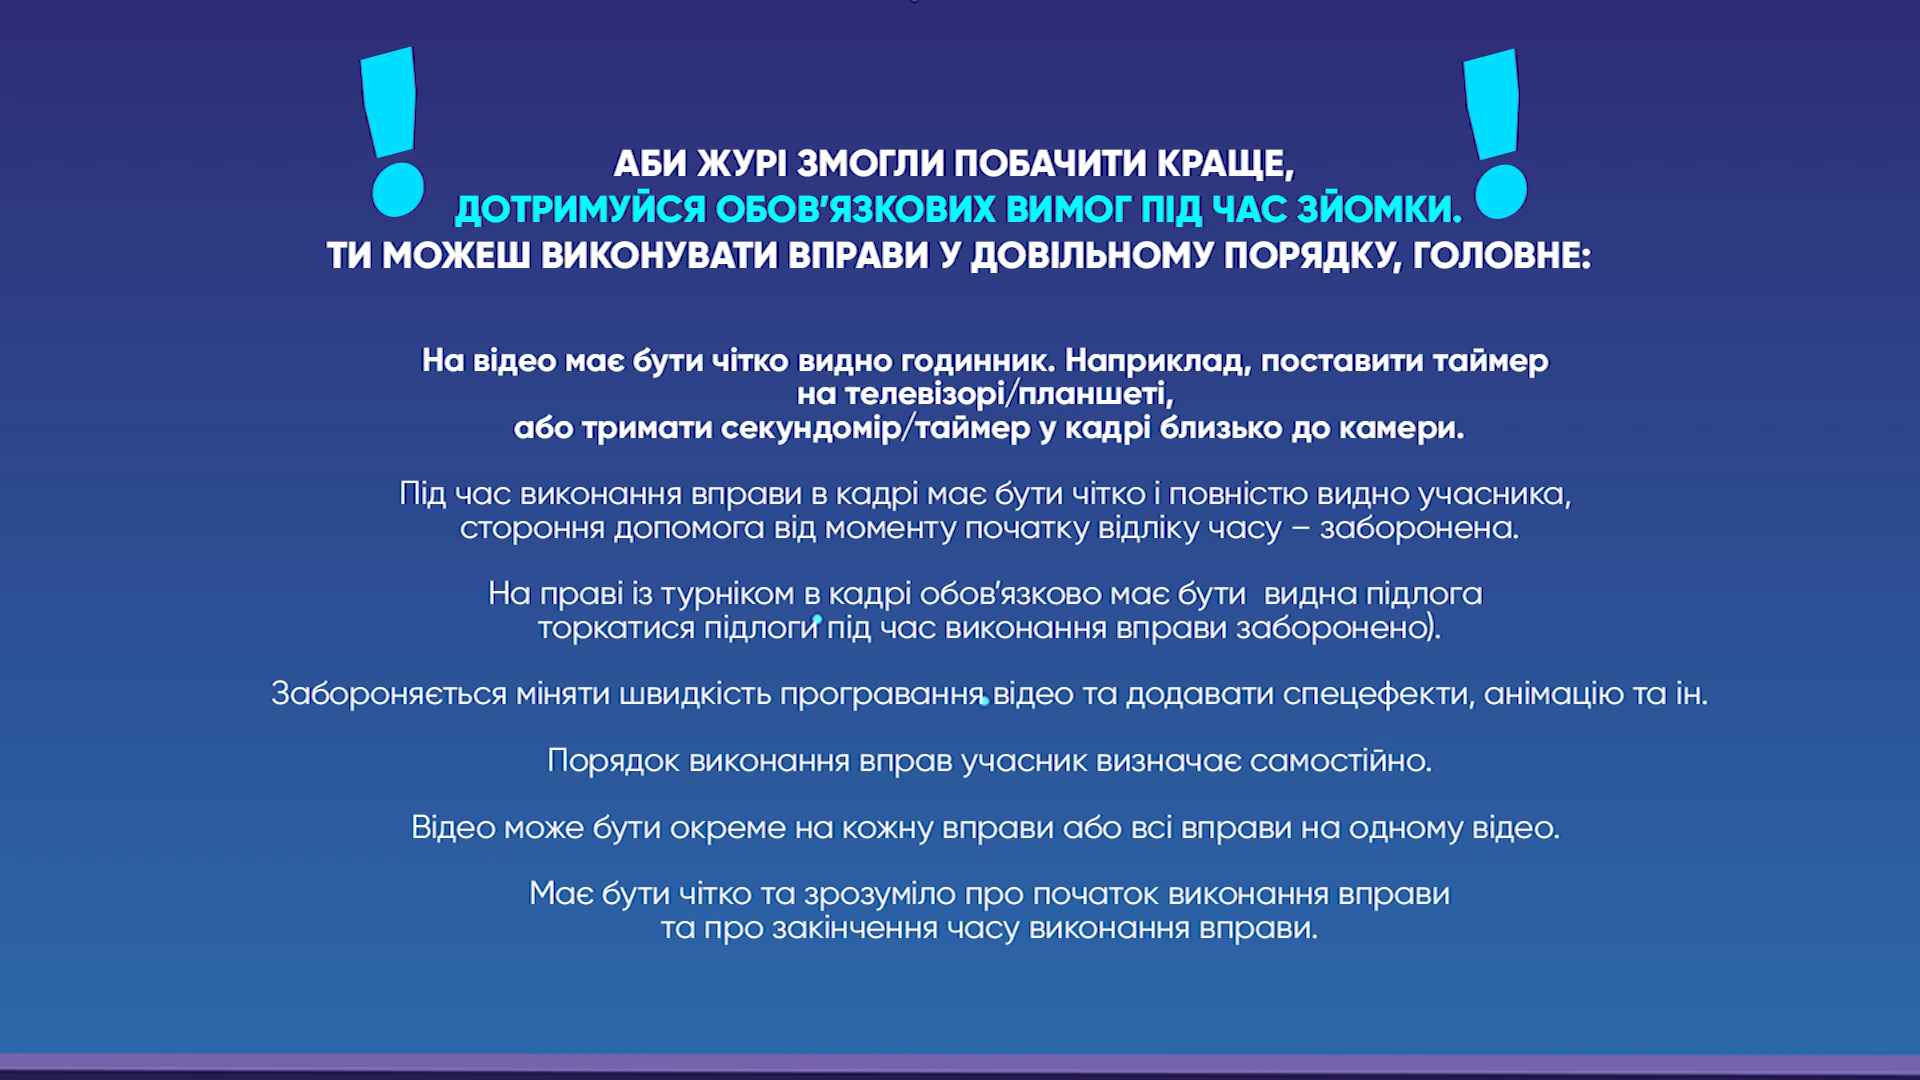 АБИ ЖУРІ ЗМОГЛИ ПОБАЧИТИ КРАЩЕ,
ДОТРИМУЙСЯ ОБОВ’ЯЗКОВИХ ВИМОГ ПІД ЧАС ЗЙОМКИ.
ТИ МОЖЕШ ВИКОНУВАТИ ВПРАВИ У ДОВІЛЬНОМУ ПОРЯДКУ, ГОЛОВНЕ:
На відео має бути чітко видно годинник. Наприклад, поставити таймер
на телевізорі/планшеті,
або тримати секундомір/таймер у кадрі близько до камери.
Під час виконання вправи в кадрі має бути чітко і повністю видно учасника,
стороння допомога від моменту початку відліку часу – заборонена.
На праві із турніком в кадрі обов’язково має бути видна підлога
торкатися підлоги під час виконання вправи заборонено).
Забороняється міняти швидкість програвання відео та додавати спецефекти, анімацію та ін.
Порядок виконання вправ учасник визначає самостійно.
Відео може бути окреме на кожну вправи або всі вправи на одному відео.
Має бути чітко та зрозуміло про початок виконання вправи
та про закінчення часу виконання вправи.